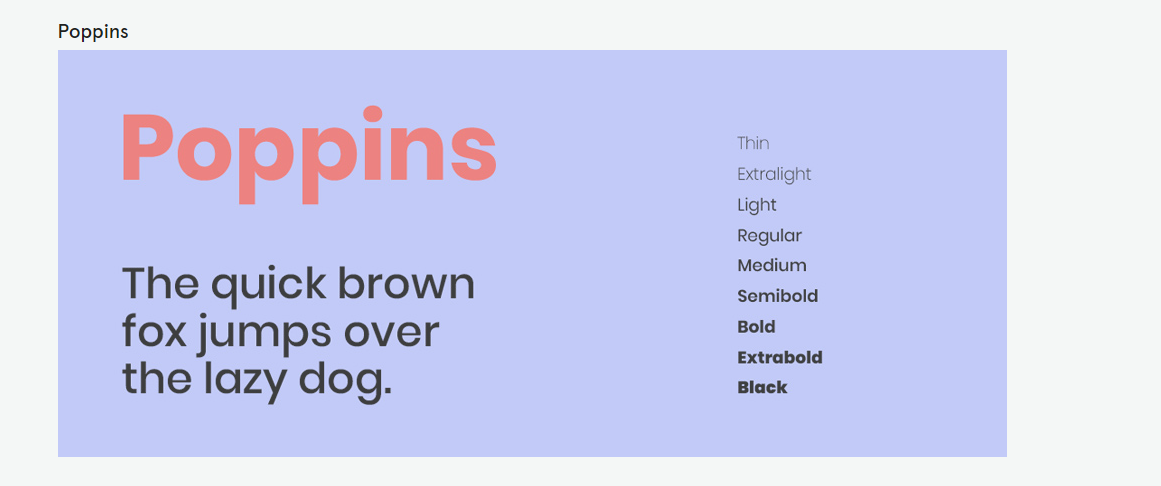 Poppins
Poppins
The quick brown
fox jumps over
the lazy dog.
Thin
Extralight
Light
Regular
Medium
Semibold
Bold
Extrabold
Black